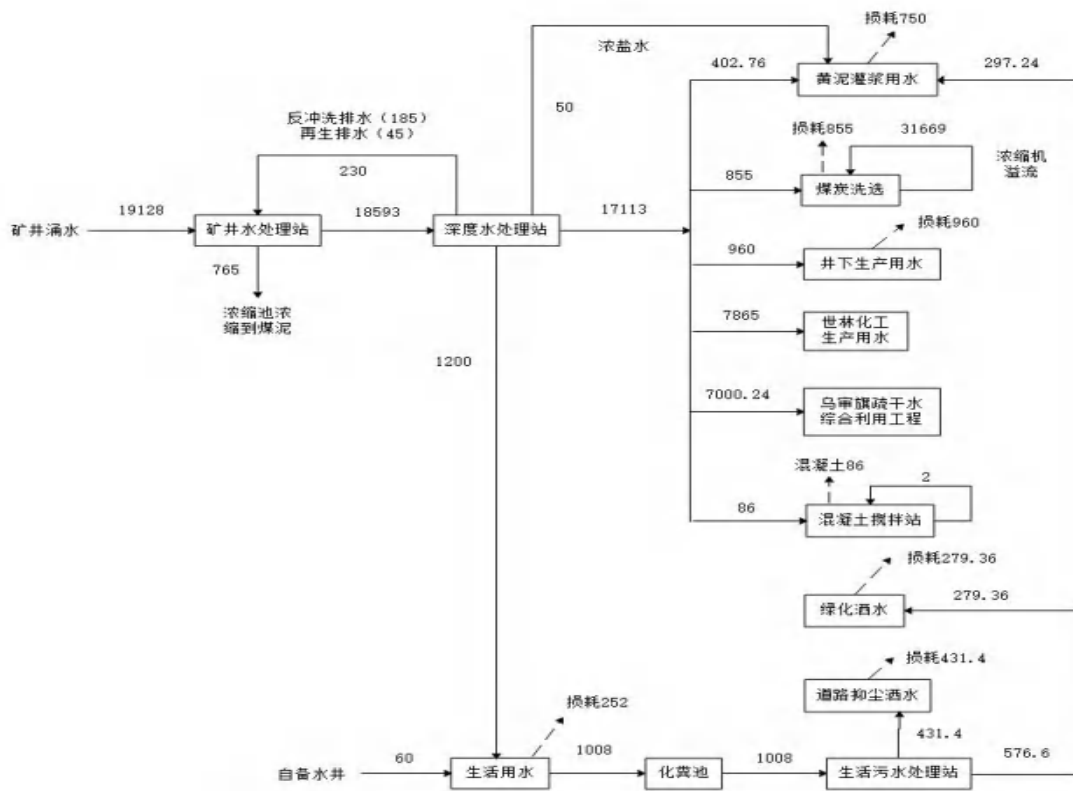 损耗750
浓盐水
402.76
黄泥灌浆用水
297.24
50
反冲洗排水（185）
再生排水（45）
230
损耗855
31669
浓缩机
溢流
855
煤炭洗选
19128
18593
17113
矿井涌水
矿井水处理站
深度水处理站
损耗960
960
井下生产用水
765
浓缩池浓
缩到煤泥
7865
世林化工
生产用水
1200
7000.24
乌审旗疏干水
综合利用工程
混凝土86
2
86
混凝土搅拌站
损耗279.36
绿化洒水
279.36
损耗431.4
道路抑尘洒水
431.4
损耗252
自备水井
60
生活用水
1008
化粪池
1008
生活污水处理站
576.6